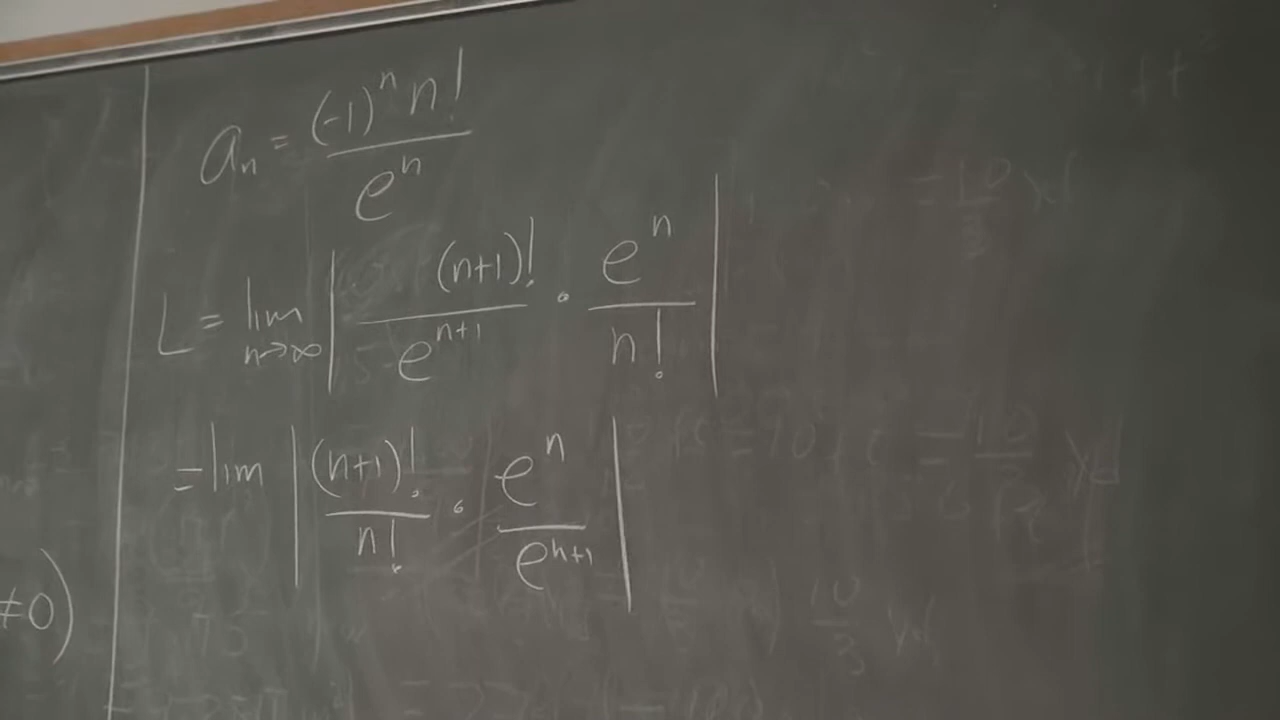 aₙ = (-1)ⁿ n! / eⁿ
L = lim n→∞ | (n+1)! / eⁿ⁺¹ · eⁿ / n! |
= lim | (n+1)! / n! · eⁿ / eⁿ⁺¹ |
≠0)